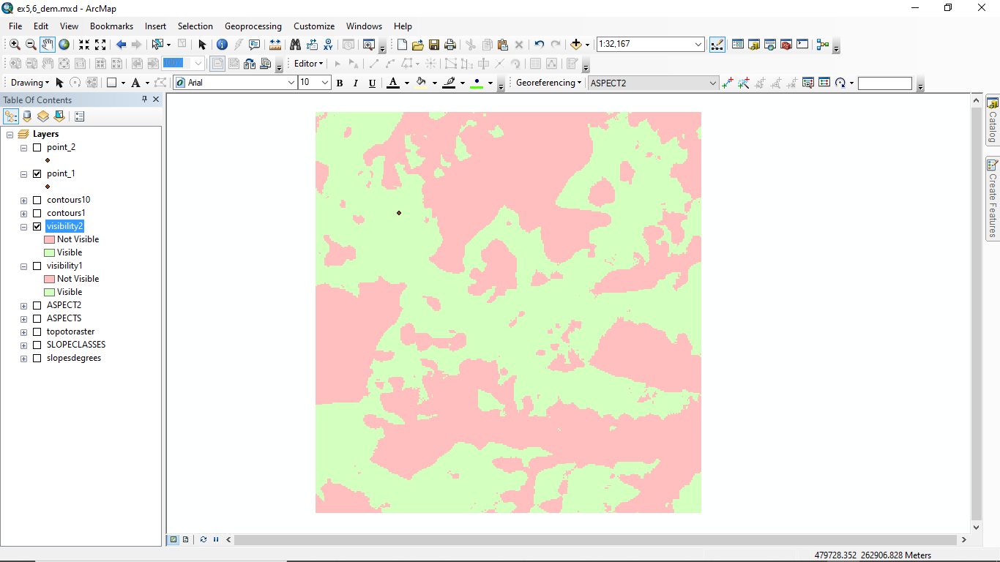 ex5,6_dem.mxd - ArcMap
File Edit View Bookmarks Insert Selection Geoprocessing Customize Windows Help
1:32,167
100%
Editor
Drawing
A
Arial
10
B I U A
Georeferencing
ASPECT2
Table Of Contents
Layers
point_2
point_1
contours10
contours1
visibility2
Not Visible
Visible
visibility1
Not Visible
Visible
ASPECT2
ASPECTS
topotoraster
SLOPECLASSES
slopesdegrees
Catalog
Create Features
479728.352 262906.828 Meters